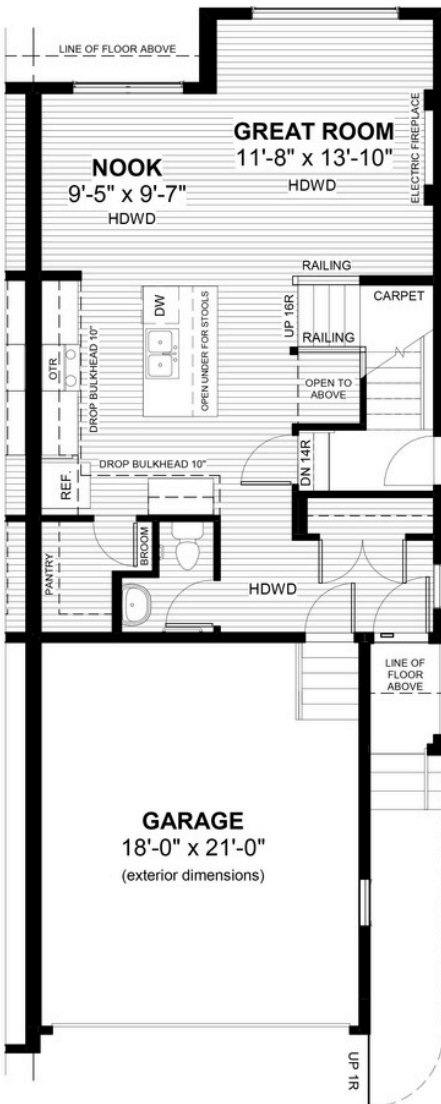 LINE OF FLOOR ABOVE
GREAT ROOM
11'-8" x 13'-10"
HDWD
ELECTRIC FIREPLACE
NOOK
9'-5" x 9'-7"
HDWD
RAILING
CARPET
DW
OPEN UNDER FOR STOOLS
UP 16R
RAILING
OTR
DROP BULKHEAD 10"
OPEN TO
ABOVE
DN 14R
DROP BULKHEAD 10"
REF.
BROOM
PANTRY
HDWD
LINE OF
FLOOR
ABOVE
GARAGE
18'-0" x 21'-0"
(exterior dimensions)
UP 1R